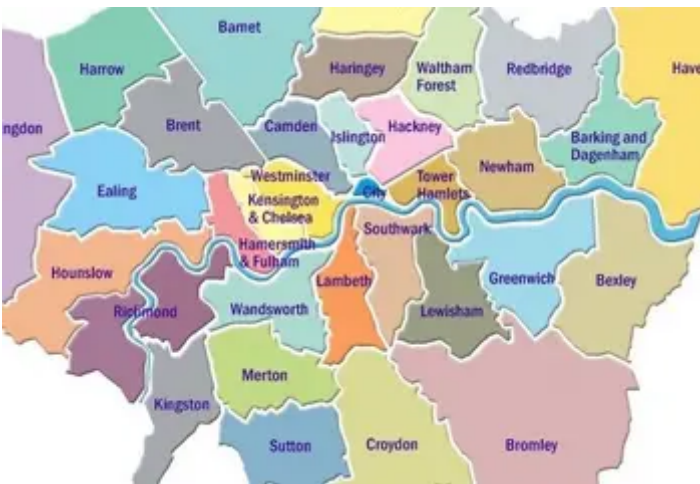 Barnet
Harrow
Haringey
Waltham
Forest
Redbridge
Have
ngdon
Brent
Camden
Islington
Hackney
Barking and
Dagenham
Newham
Ealing
Westminster
Kensington
& Chelsea
City
Tower
Hamlets
Southwark
Hamersmith
& Fulham
Hounslow
Lambeth
Greenwich
Bexley
Richmond
Wandsworth
Lewisham
Merton
Kingston
Sutton
Croydon
Bromley